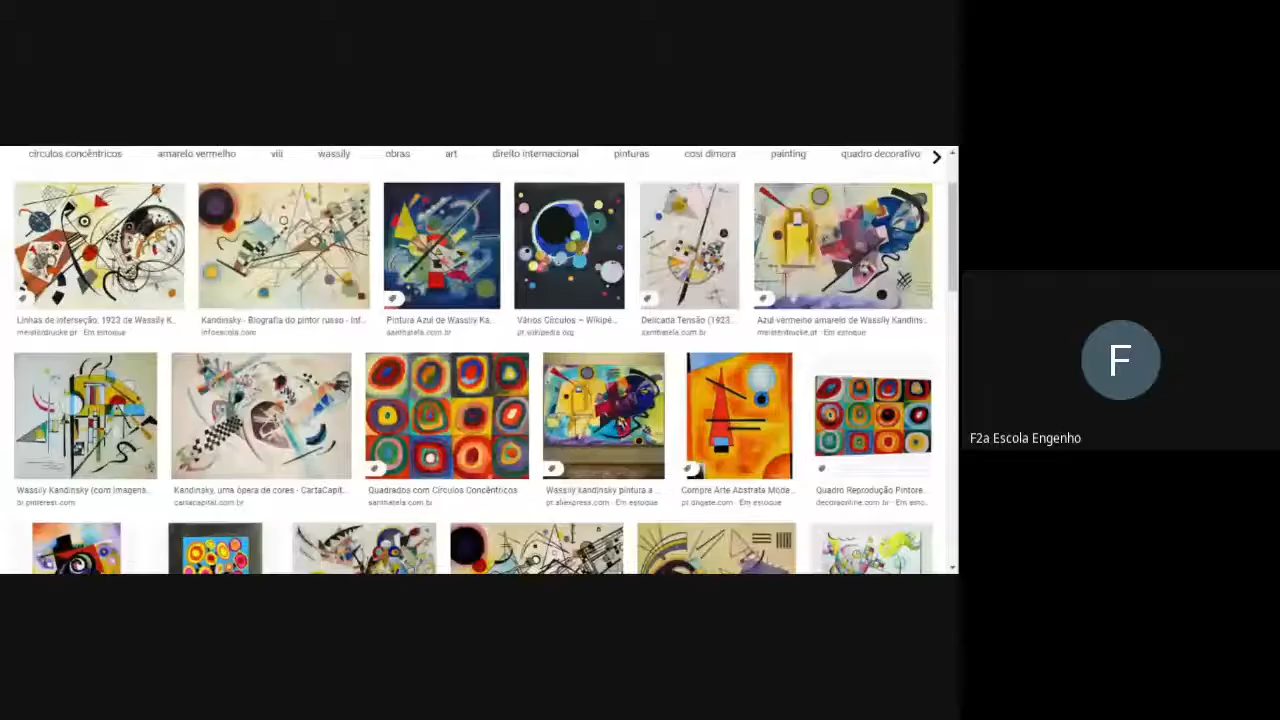 círculos concêntricos amarelo vermelho viii wassily obras art direito internacional pinturas cosi dimora painting quadro decorativo
Linhas de interseção, 1923 de Wassily K...
meisterdrucke.pt · Em estoque
Kandinsky - Biografia do pintor russo - Inf...
infoescola.com
Pintura Azul de Wassily Ka...
santhatela.com.br
Vários Círculos – Wikipé...
pt.wikipedia.org
Delicada Tensão (1923...
santhatela.com.br
Azul vermelho amarelo de Wassily Kandins...
meisterdrucke.pt · Em estoque
Wassily Kandinsky (com imagens...
br.pinterest.com
Kandinsky, uma ópera de cores - CartaCapit...
cartacapital.com.br
Quadrados com Círculos Concêntricos
santhatela.com.br
Wassily kandinsky pintura a ...
pt.aliexpress.com · Em estoque
Compre Arte Abstrata Mode...
pt.dhgate.com · Em estoque
Quadro Reprodução Pintore...
decoraonline.com.br · Em esto...
F
F2a Escola Engenho